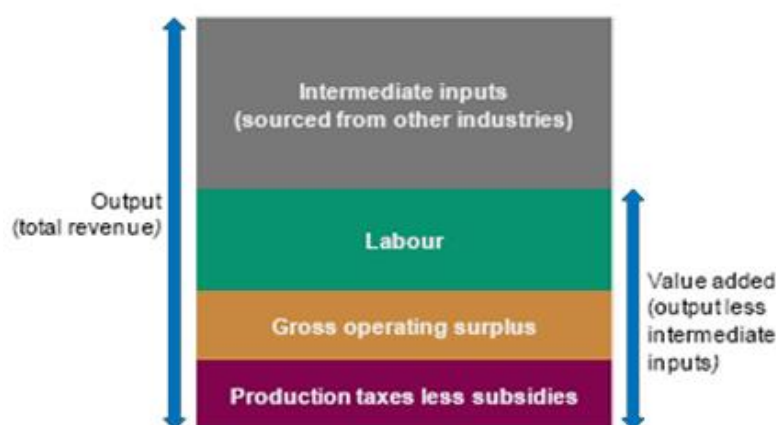 Intermediate inputs
(sourced from other industries)
Output
(total revenue)
Labour
Gross operating surplus
Production taxes less subsidies
Value added
(output less
intermediate
inputs)